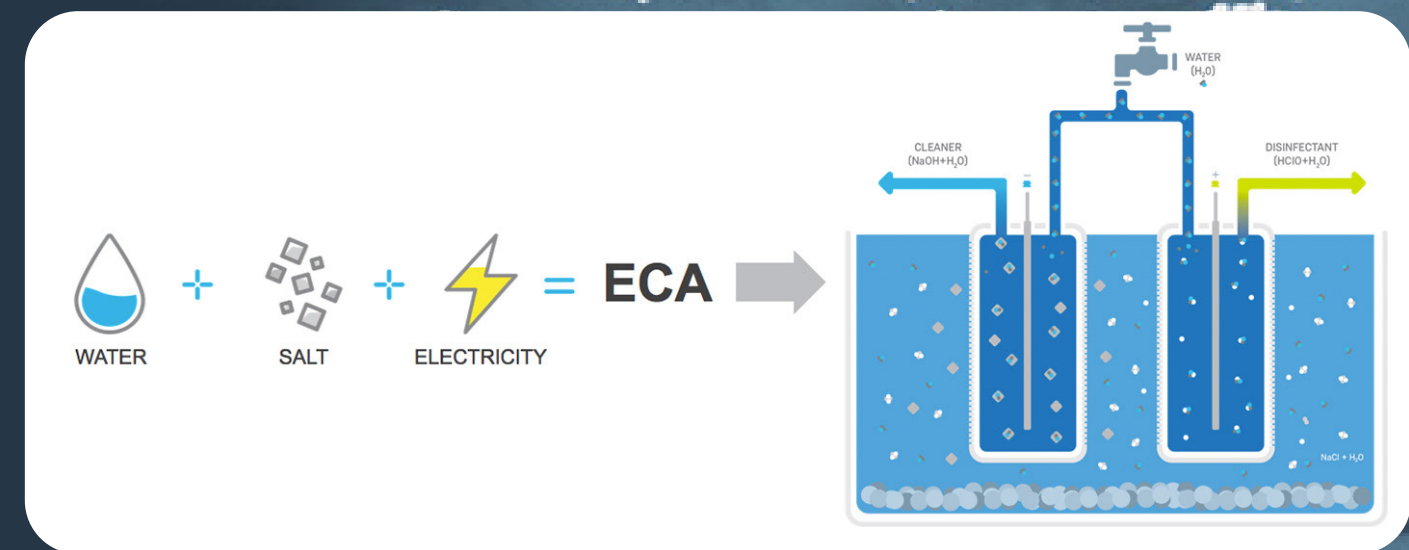 WATER
+
SALT
+
ELECTRICITY
=
ECA
WATER
(H₂O)
CLEANER
(NaOH+H₂O)
−
+
DISINFECTANT
(HClO+H₂O)
NaCl + H₂O